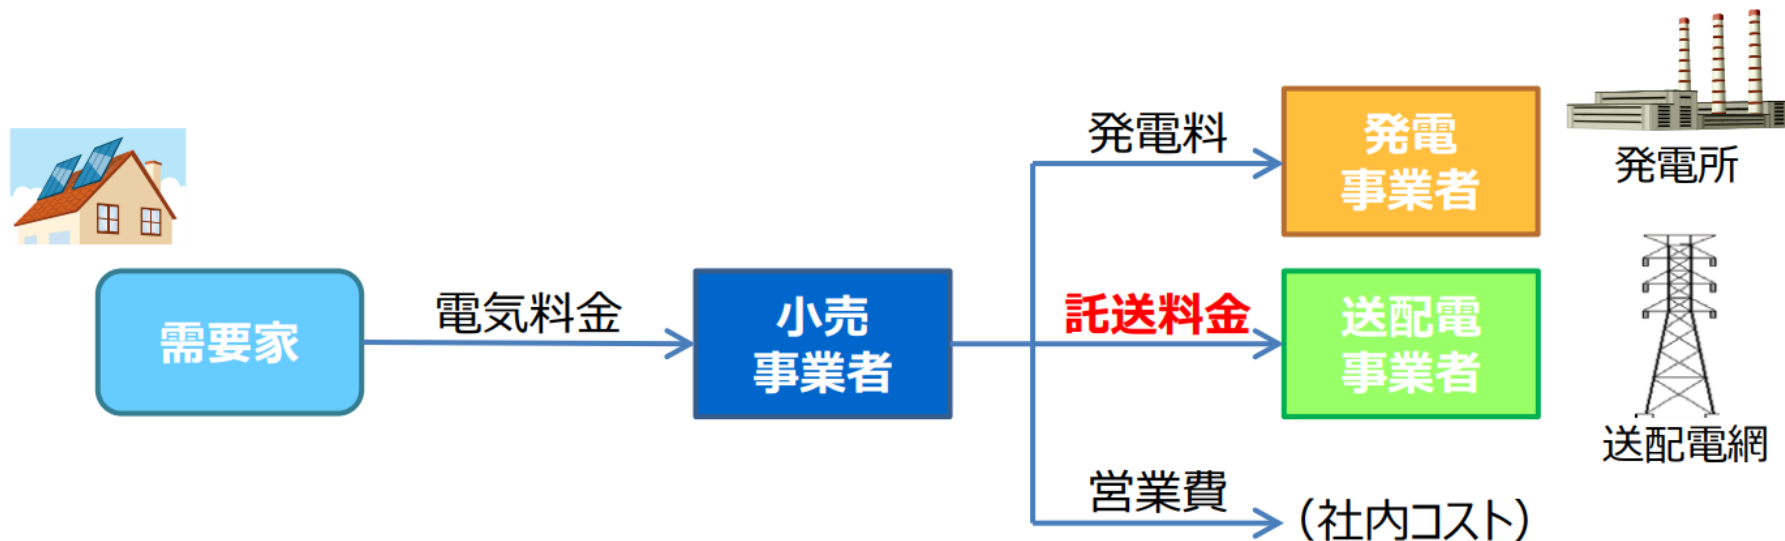 需要家
電気料金
小売
事業者
発電料
発電
事業者
発電所
託送料金
送配電
事業者
送配電網
営業費
（社内コスト）